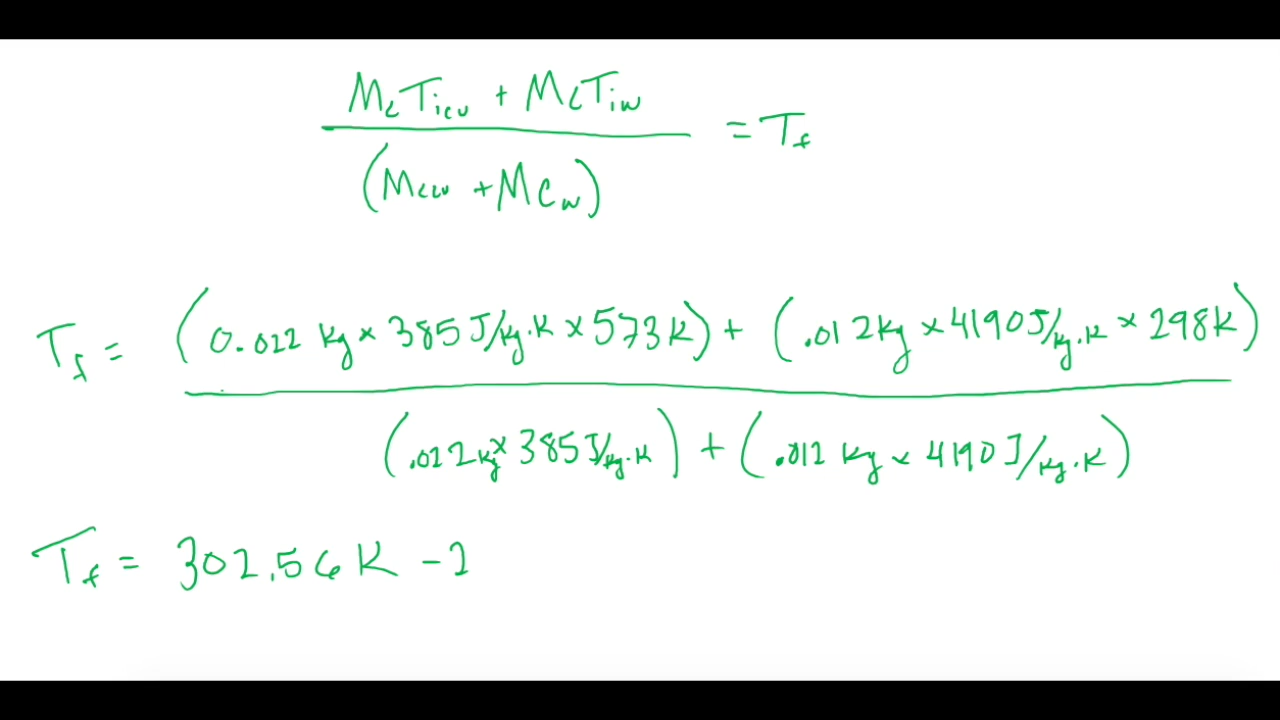 McTicu + McTiw
= Tf
(Mccu + MCw)
Tf = (0.022 kg x 385 J/kg.K x 573 K) + (.012 kg x 4190 J/kg.K x 298 K)
(.022 kg x 385 J/kg.K) + (.012 kg x 4190 J/kg.K)
Tf = 302.56 K - 2